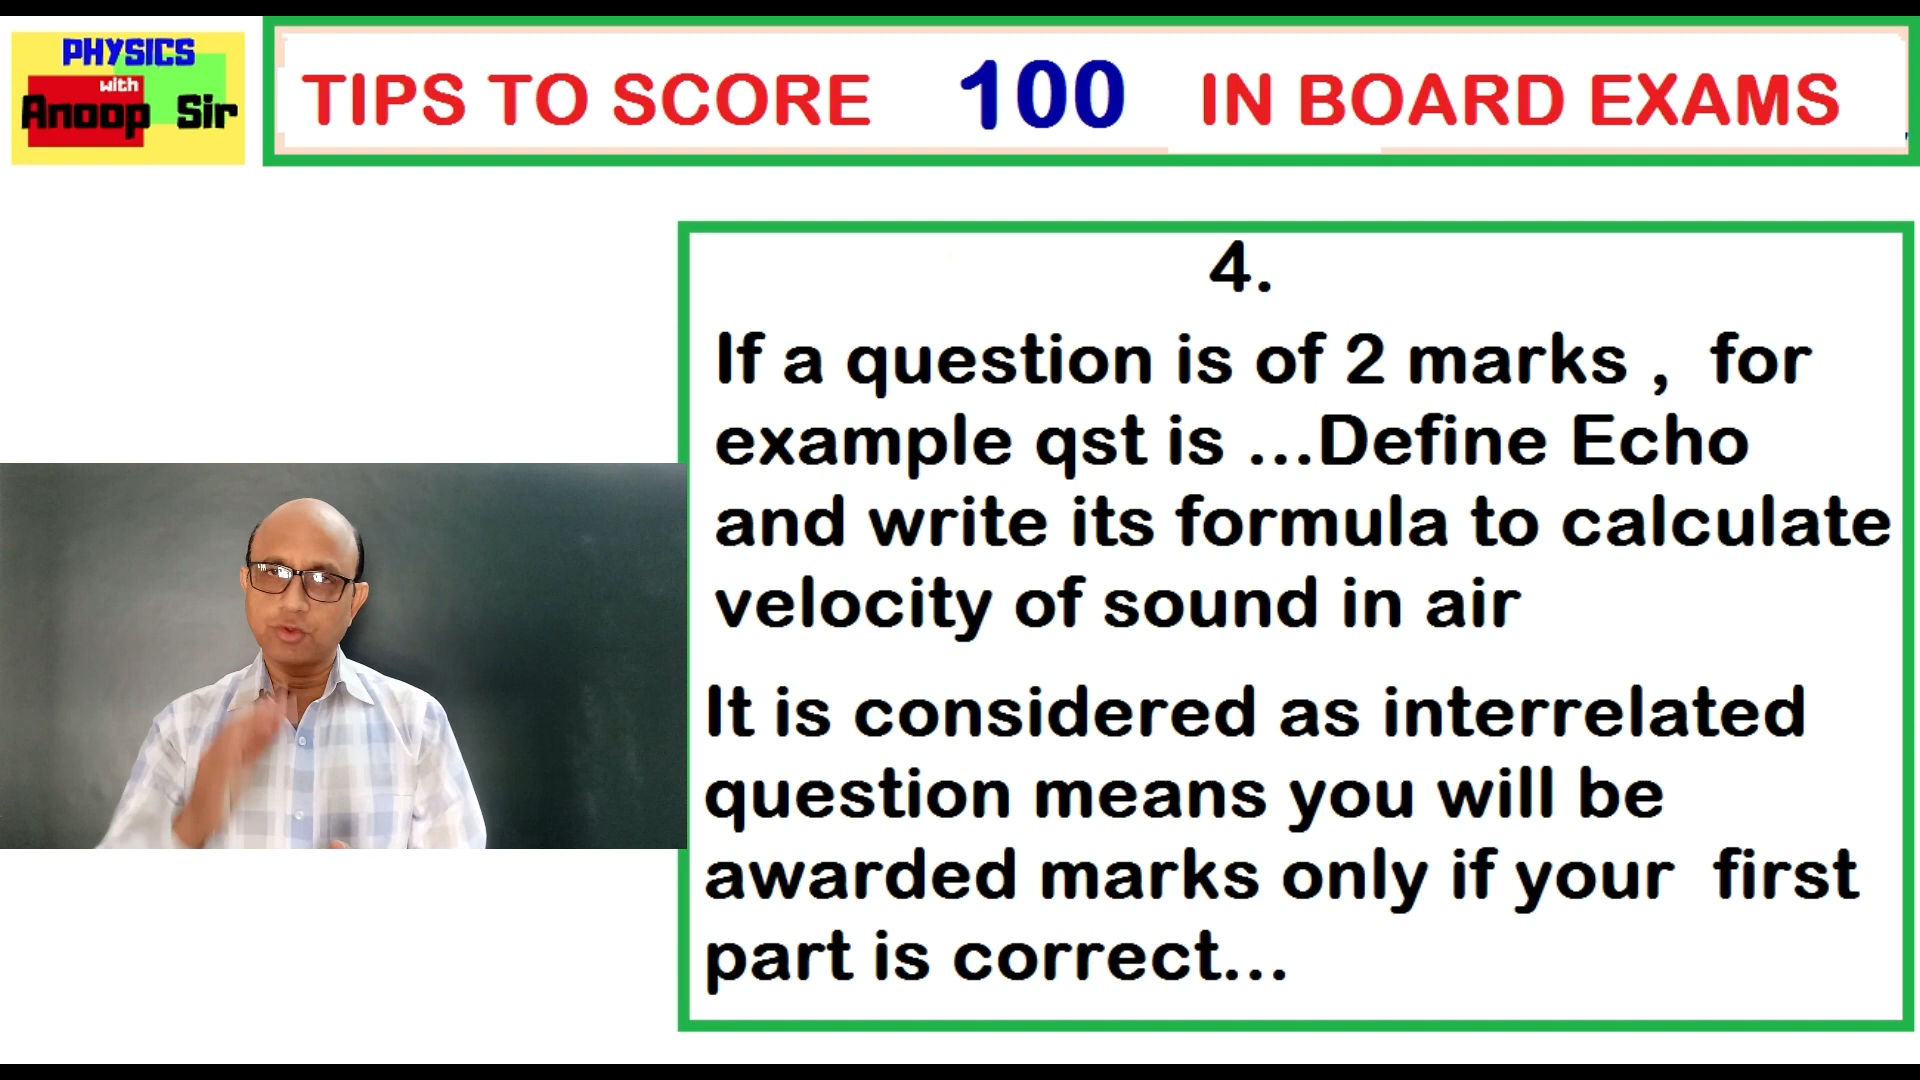 PHYSICS
with
Anoop Sir
TIPS TO SCORE 100 IN BOARD EXAMS
4.
If a question is of 2 marks , for
example qst is ...Define Echo
and write its formula to calculate
velocity of sound in air
It is considered as interrelated
question means you will be
awarded marks only if your first
part is correct...